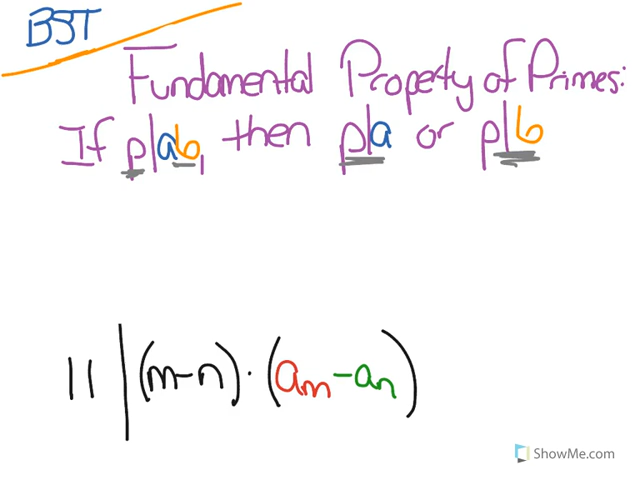 BST
Fundamental Property of Primes:
If p|ab, then p|a or p|b
11 | (m-n) · (am - an)
ShowMe.com